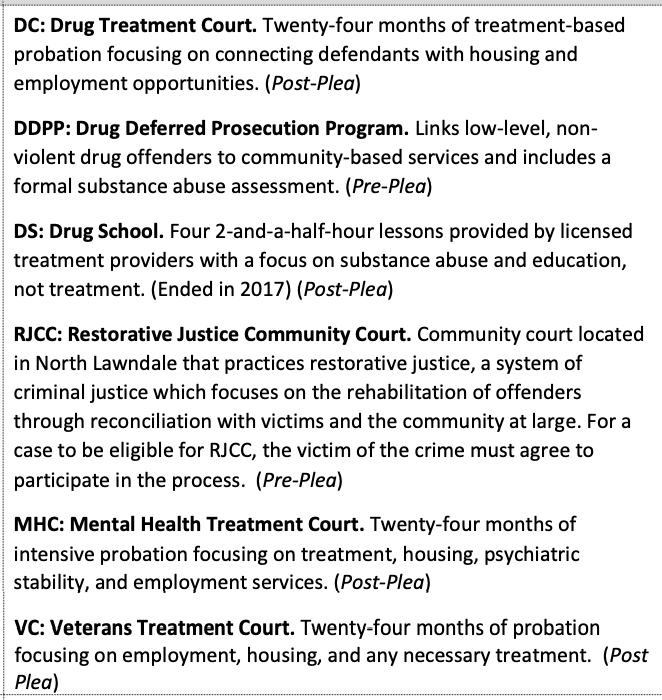 DC: Drug Treatment Court. Twenty-four months of treatment-based
probation focusing on connecting defendants with housing and
employment opportunities. (Post-Plea)
DDPP: Drug Deferred Prosecution Program. Links low-level, non-
violent drug offenders to community-based services and includes a
formal substance abuse assessment. (Pre-Plea)
DS: Drug School. Four 2-and-a-half-hour lessons provided by licensed
treatment providers with a focus on substance abuse and education,
not treatment. (Ended in 2017) (Post-Plea)
RJCC: Restorative Justice Community Court. Community court located
in North Lawndale that practices restorative justice, a system of
criminal justice which focuses on the rehabilitation of offenders
through reconciliation with victims and the community at large. For a
case to be eligible for RJCC, the victim of the crime must agree to
participate in the process.  (Pre-Plea)
MHC: Mental Health Treatment Court. Twenty-four months of
intensive probation focusing on treatment, housing, psychiatric
stability, and employment services. (Post-Plea)
VC: Veterans Treatment Court. Twenty-four months of probation
focusing on employment, housing, and any necessary treatment.  (Post
Plea)